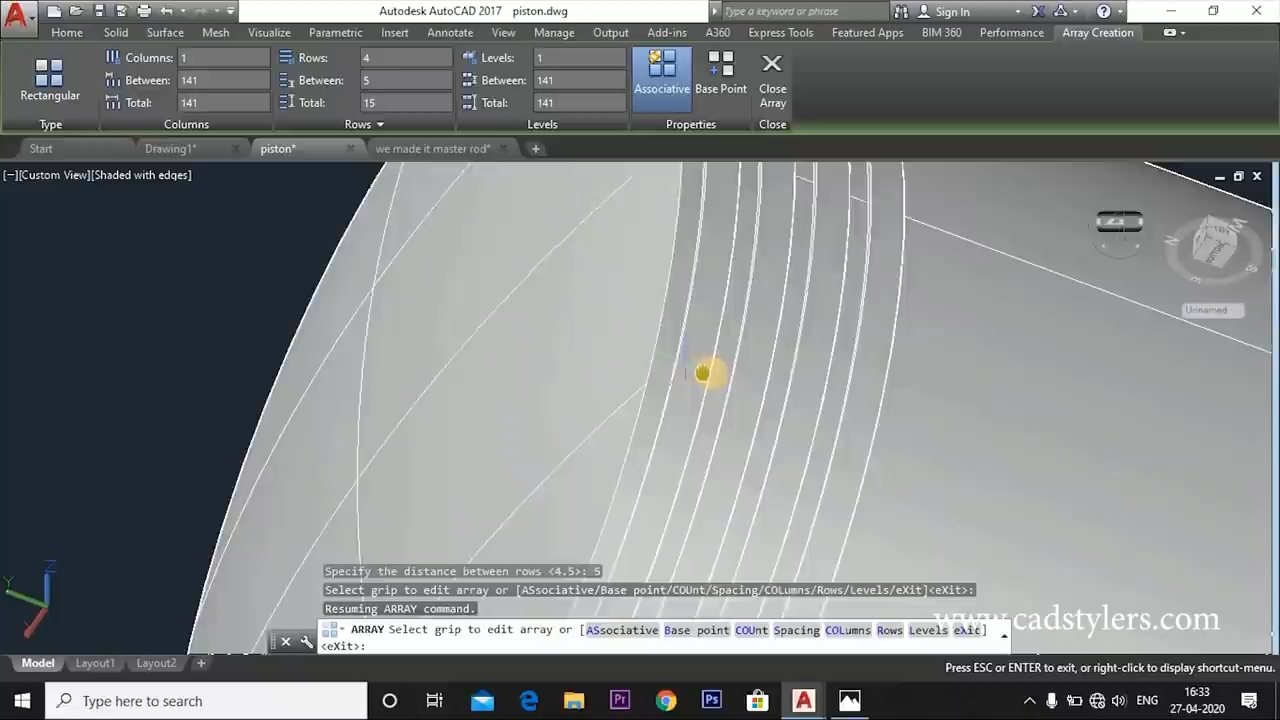 Autodesk AutoCAD 2017 piston.dwg
Type a keyword or phrase
Sign In
Home Solid Surface Mesh Visualize Parametric Insert Annotate View Manage Output Add-ins A360 Express Tools Featured Apps BIM 360 Performance Array Creation
Columns: 1 Rows: 4 Levels: 1
Between: 141 Between: 5 Between: 141
Total: 141 Total: 15 Total: 141
Rectangular
Associative Base Point Close
Array
Type Columns Rows Levels Properties Close
Start Drawing1* piston* we made it master rod*
[−][Custom View][Shaded with edges]
Unnamed
Z
Y
Specify the distance between rows <4.5>: 5
Select grip to edit array or [ASsociative/Base point/COUnt/Spacing/COLumns/Rows/Levels/eXit]<eXit>:
Resuming ARRAY command.
www.cadstylers.com
ARRAY Select grip to edit array or [ASsociative Base point COUnt Spacing COLumns Rows Levels eXit]
<eXit>:
Model Layout1 Layout2 +
Press ESC or ENTER to exit, or right-click to display shortcut-menu.
Type here to search
ENG
16:33
27-04-2020